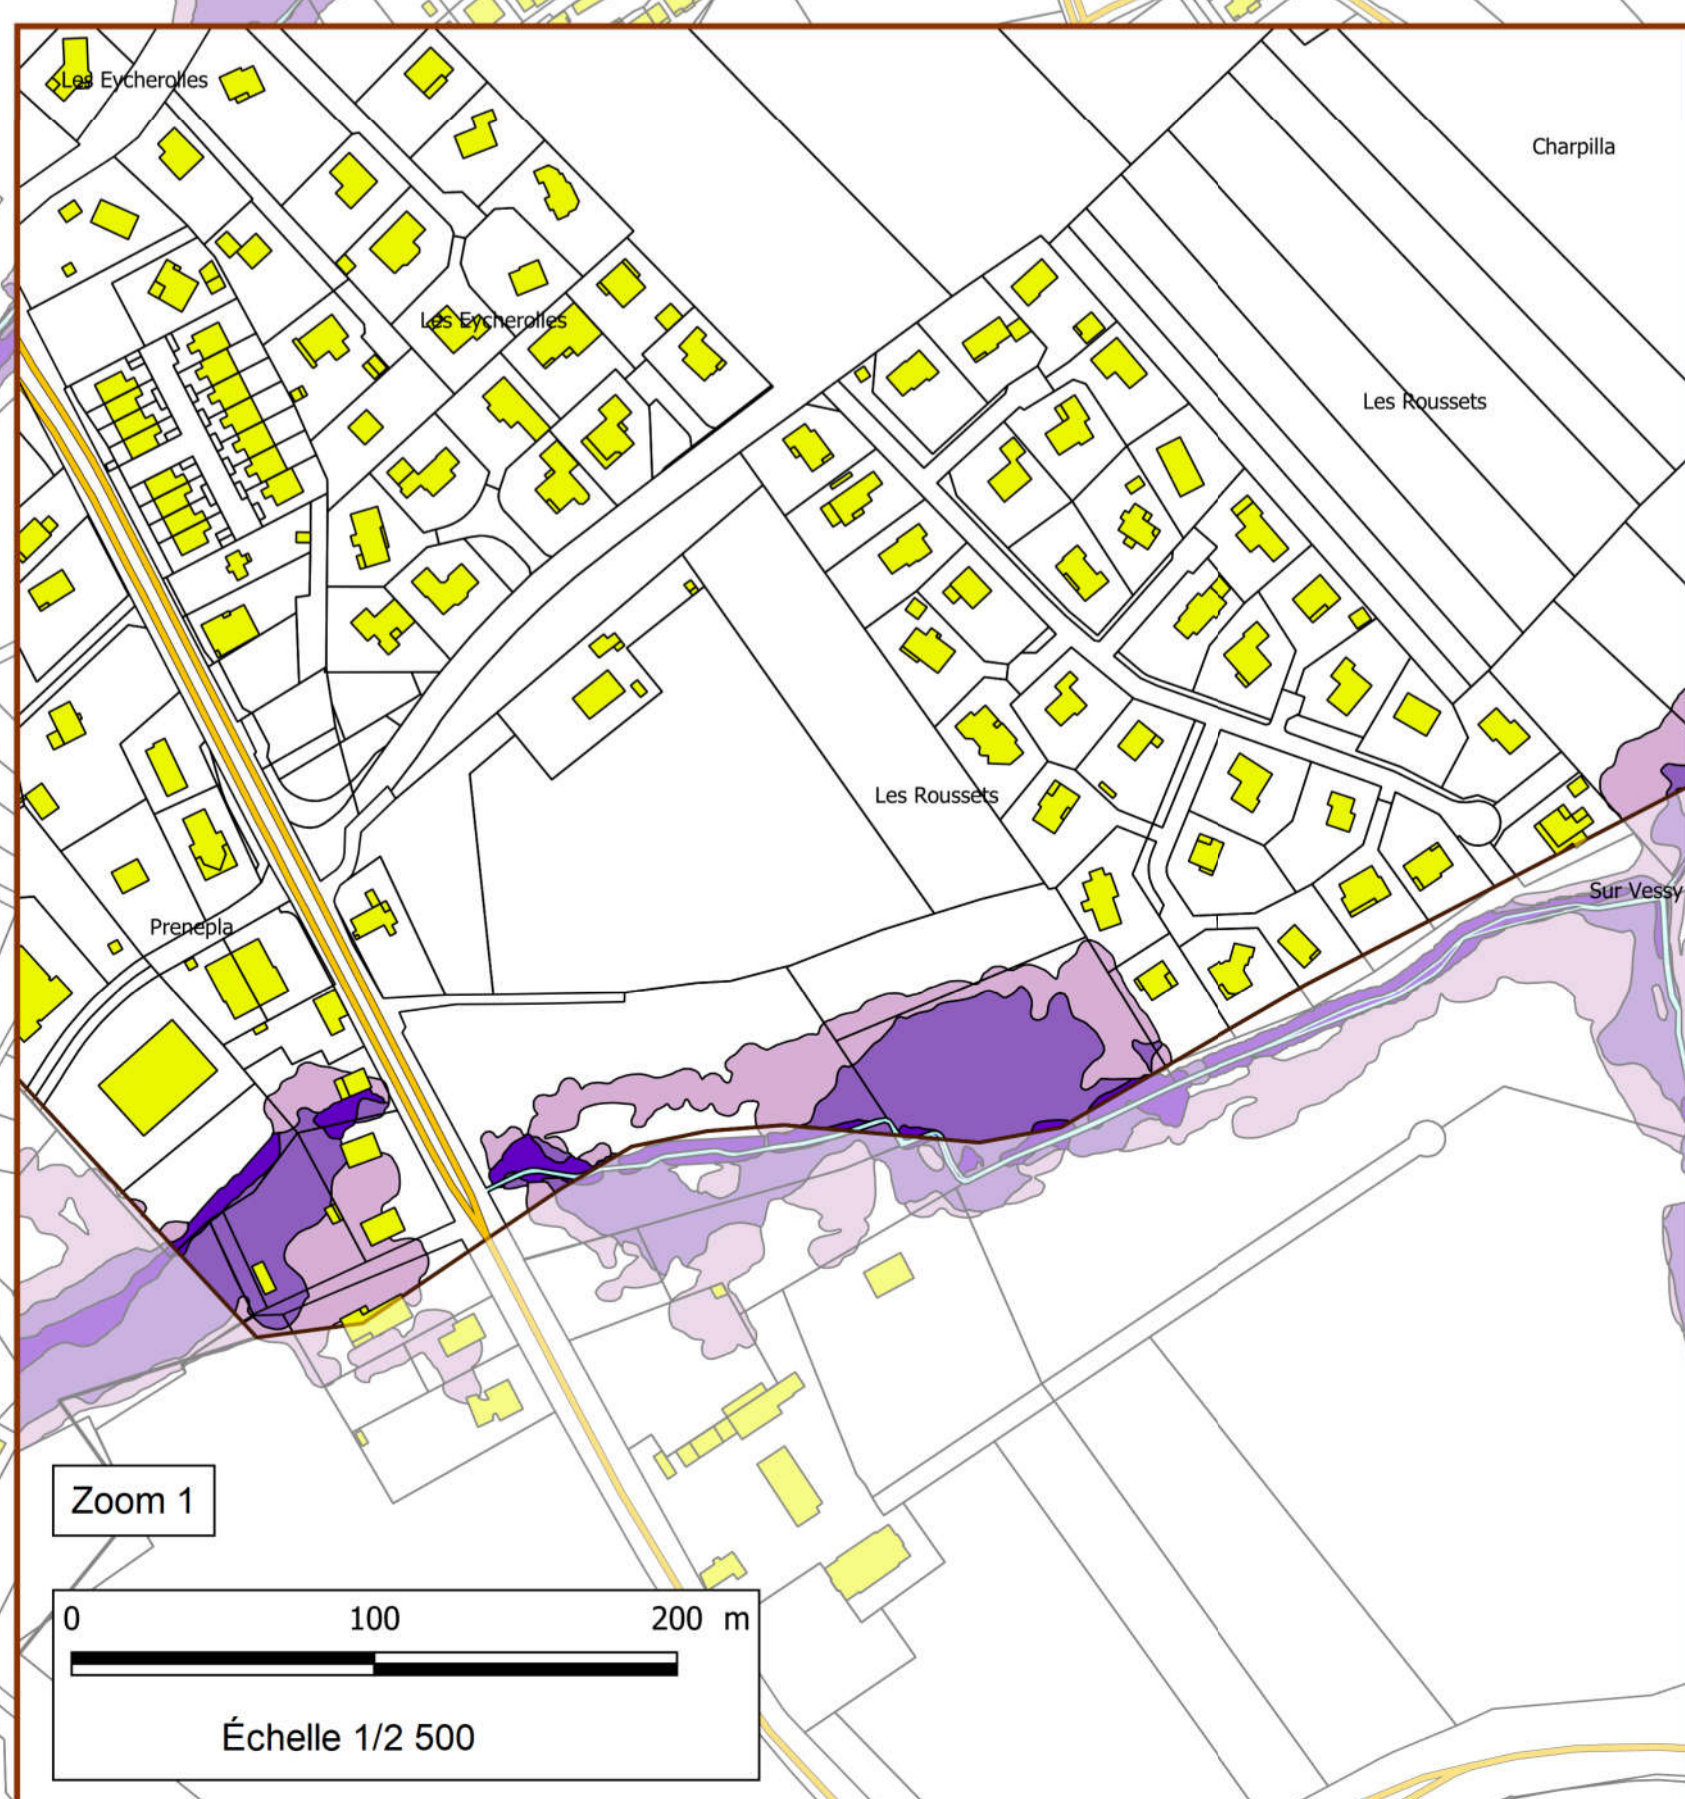 Les Eycherolles
Charpilla
Les Eycherolles
Les Roussets
Les Roussets
Sur Vessy
Prenepla
Zoom 1
0 100 200 m
Échelle 1/2 500